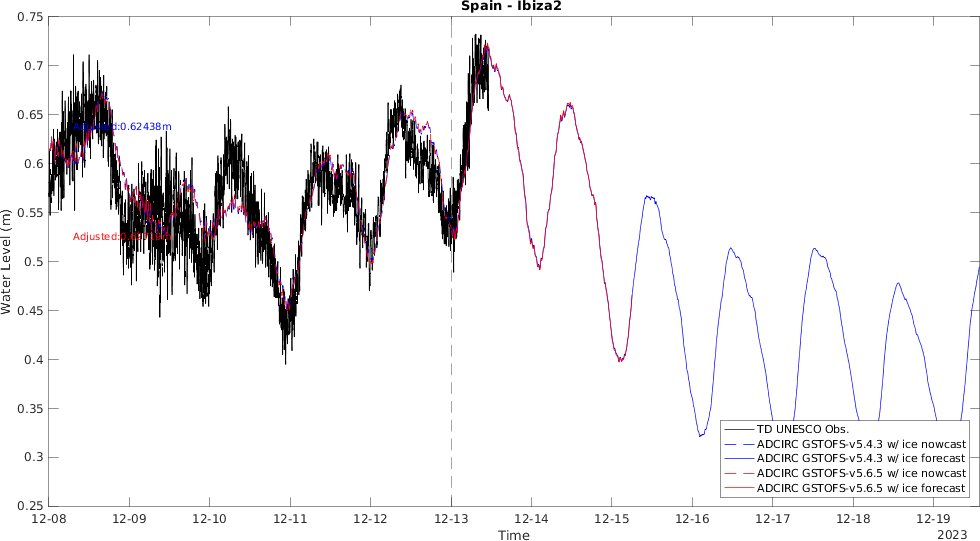 Spain - Ibiza2
0.75
0.7
0.65
0.6
0.55
0.5
0.45
0.4
0.35
0.3
0.25
Water Level (m)
Adjusted:0.62438m
TD UNESCO Obs.
ADCIRC GSTOFS-v5.4.3 w/ ice nowcast
ADCIRC GSTOFS-v5.4.3 w/ ice forecast
ADCIRC GSTOFS-v5.6.5 w/ ice nowcast
ADCIRC GSTOFS-v5.6.5 w/ ice forecast
12-08 12-09 12-10 12-11 12-12 12-13 12-14 12-15 12-16 12-17 12-18 12-19
Time
2023